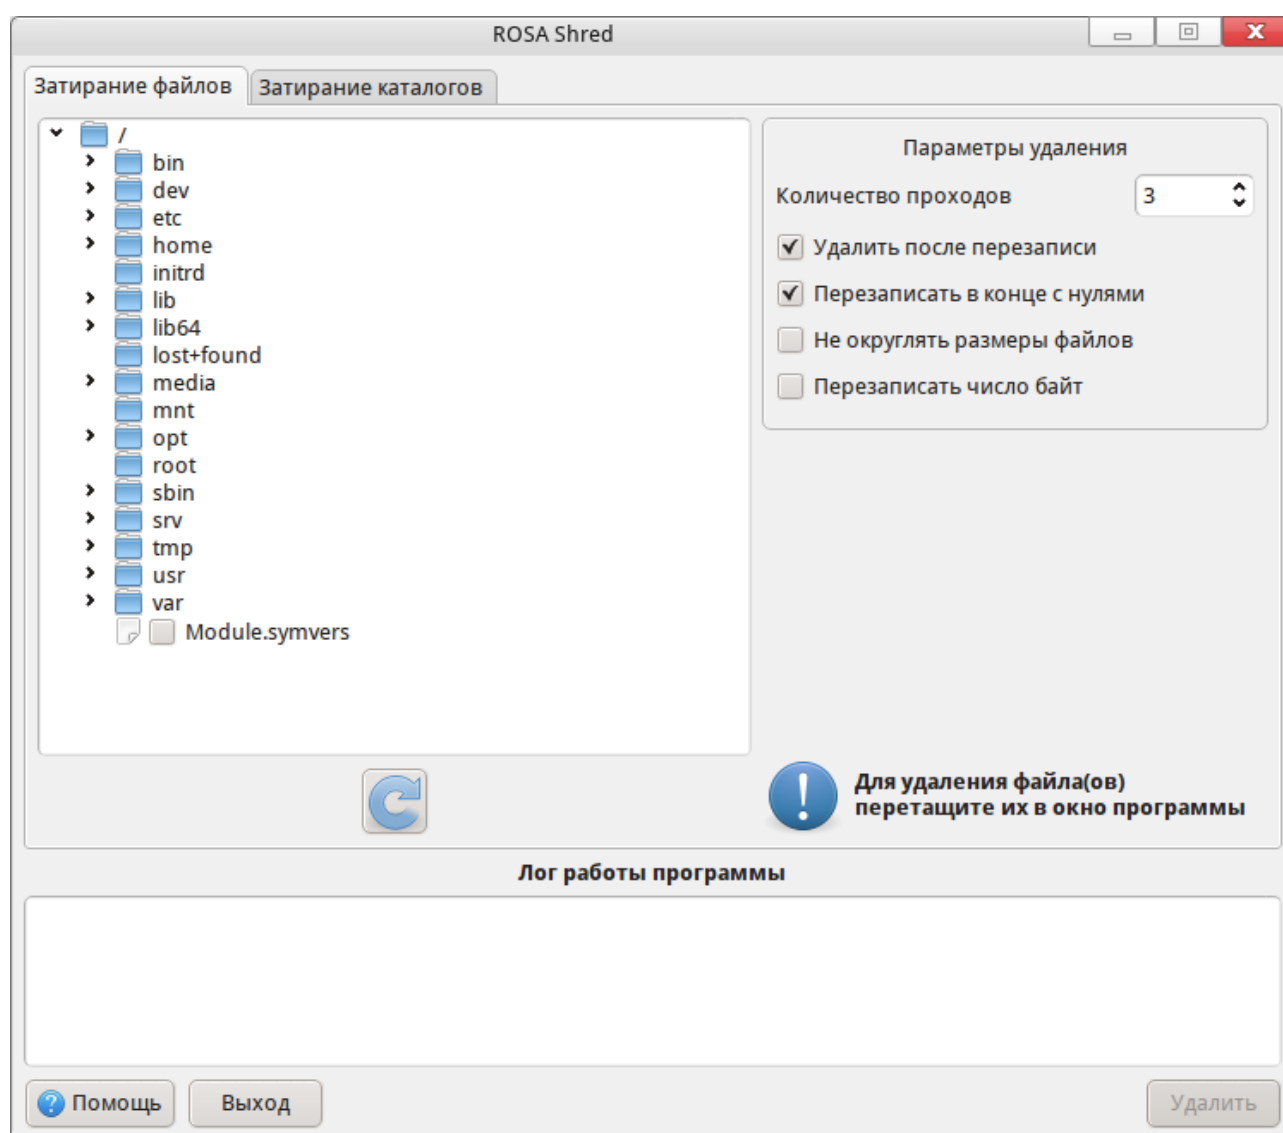 ROSA Shred
Затирание файлов
Затирание каталогов
/
bin
dev
etc
home
initrd
lib
lib64
lost+found
media
mnt
opt
root
sbin
srv
tmp
usr
var
Module.symvers
Параметры удаления
Количество проходов 3
Удалить после перезаписи
Перезаписать в конце с нулями
Не округлять размеры файлов
Перезаписать число байт
Для удаления файла(ов)
перетащите их в окно программы
Лог работы программы
Помощь
Выход
Удалить